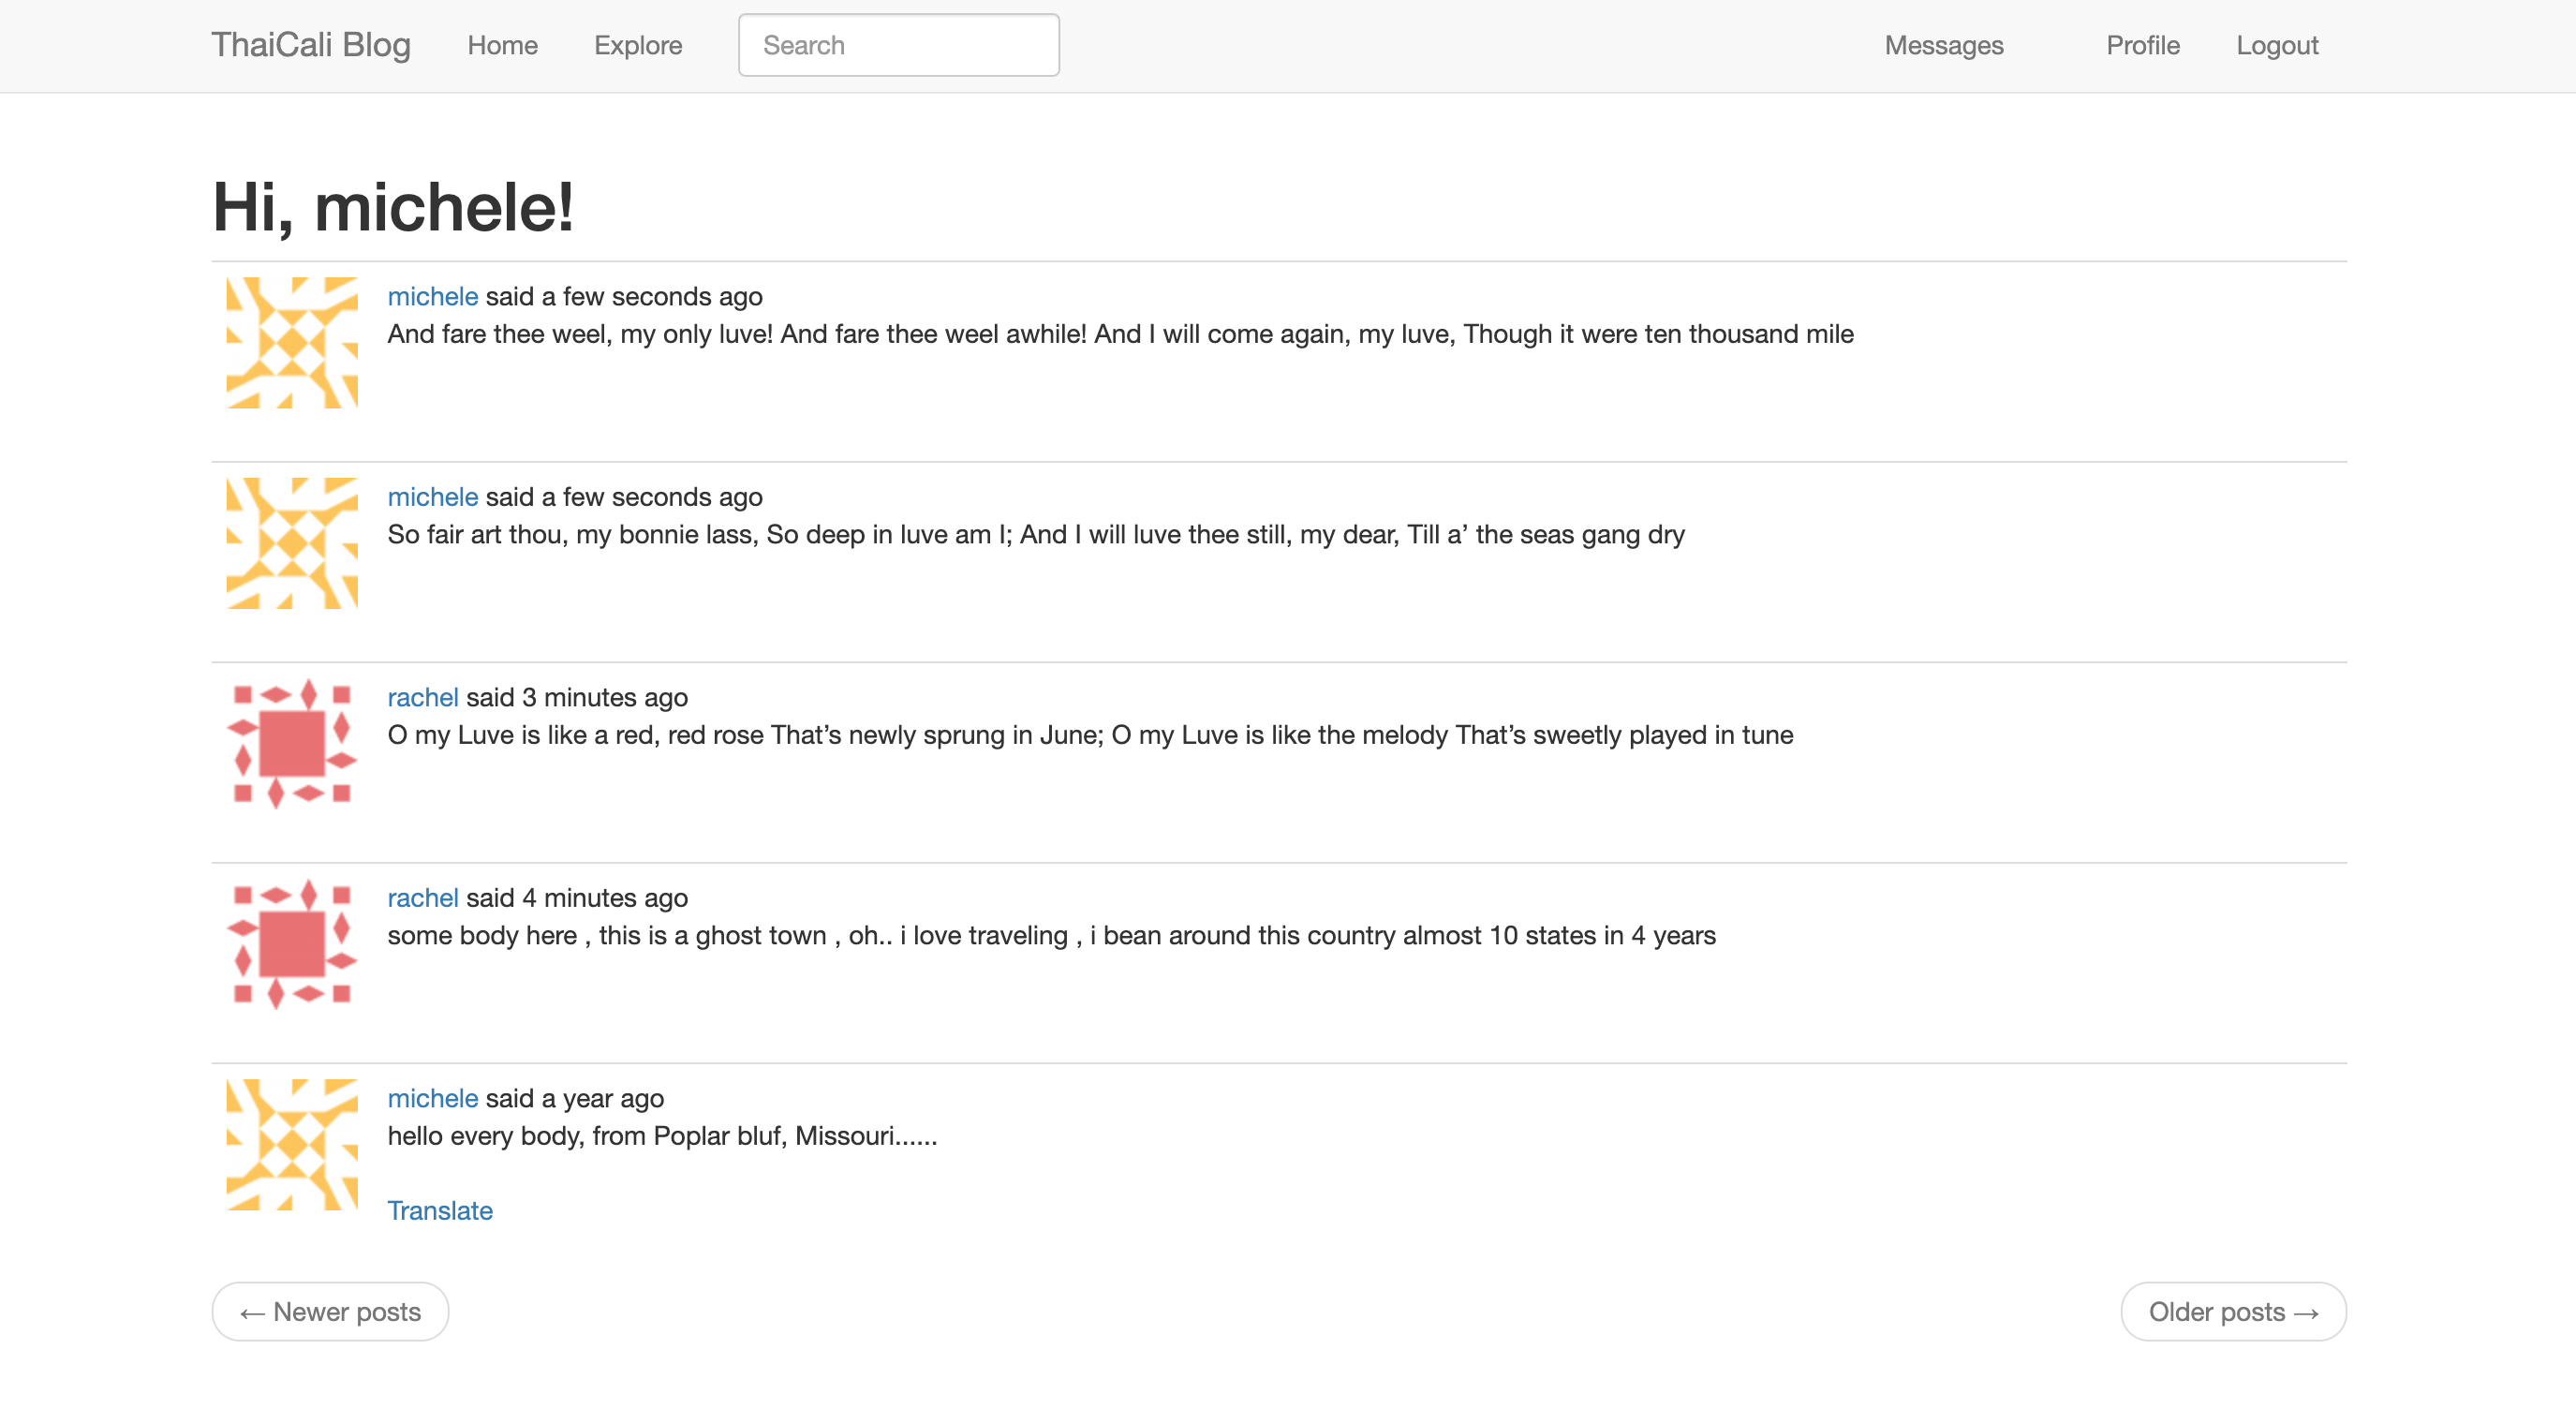 ThaiCali Blog Home Explore Search Messages Profile Logout
Hi, michele!
michele said a few seconds ago
And fare thee weel, my only luve! And fare thee weel awhile! And I will come again, my luve, Though it were ten thousand mile
michele said a few seconds ago
So fair art thou, my bonnie lass, So deep in luve am I; And I will luve thee still, my dear, Till a’ the seas gang dry
rachel said 3 minutes ago
O my Luve is like a red, red rose That’s newly sprung in June; O my Luve is like the melody That’s sweetly played in tune
rachel said 4 minutes ago
some body here , this is a ghost town , oh.. i love traveling , i bean around this country almost 10 states in 4 years
michele said a year ago
hello every body, from Poplar bluf, Missouri......
Translate
← Newer posts Older posts →